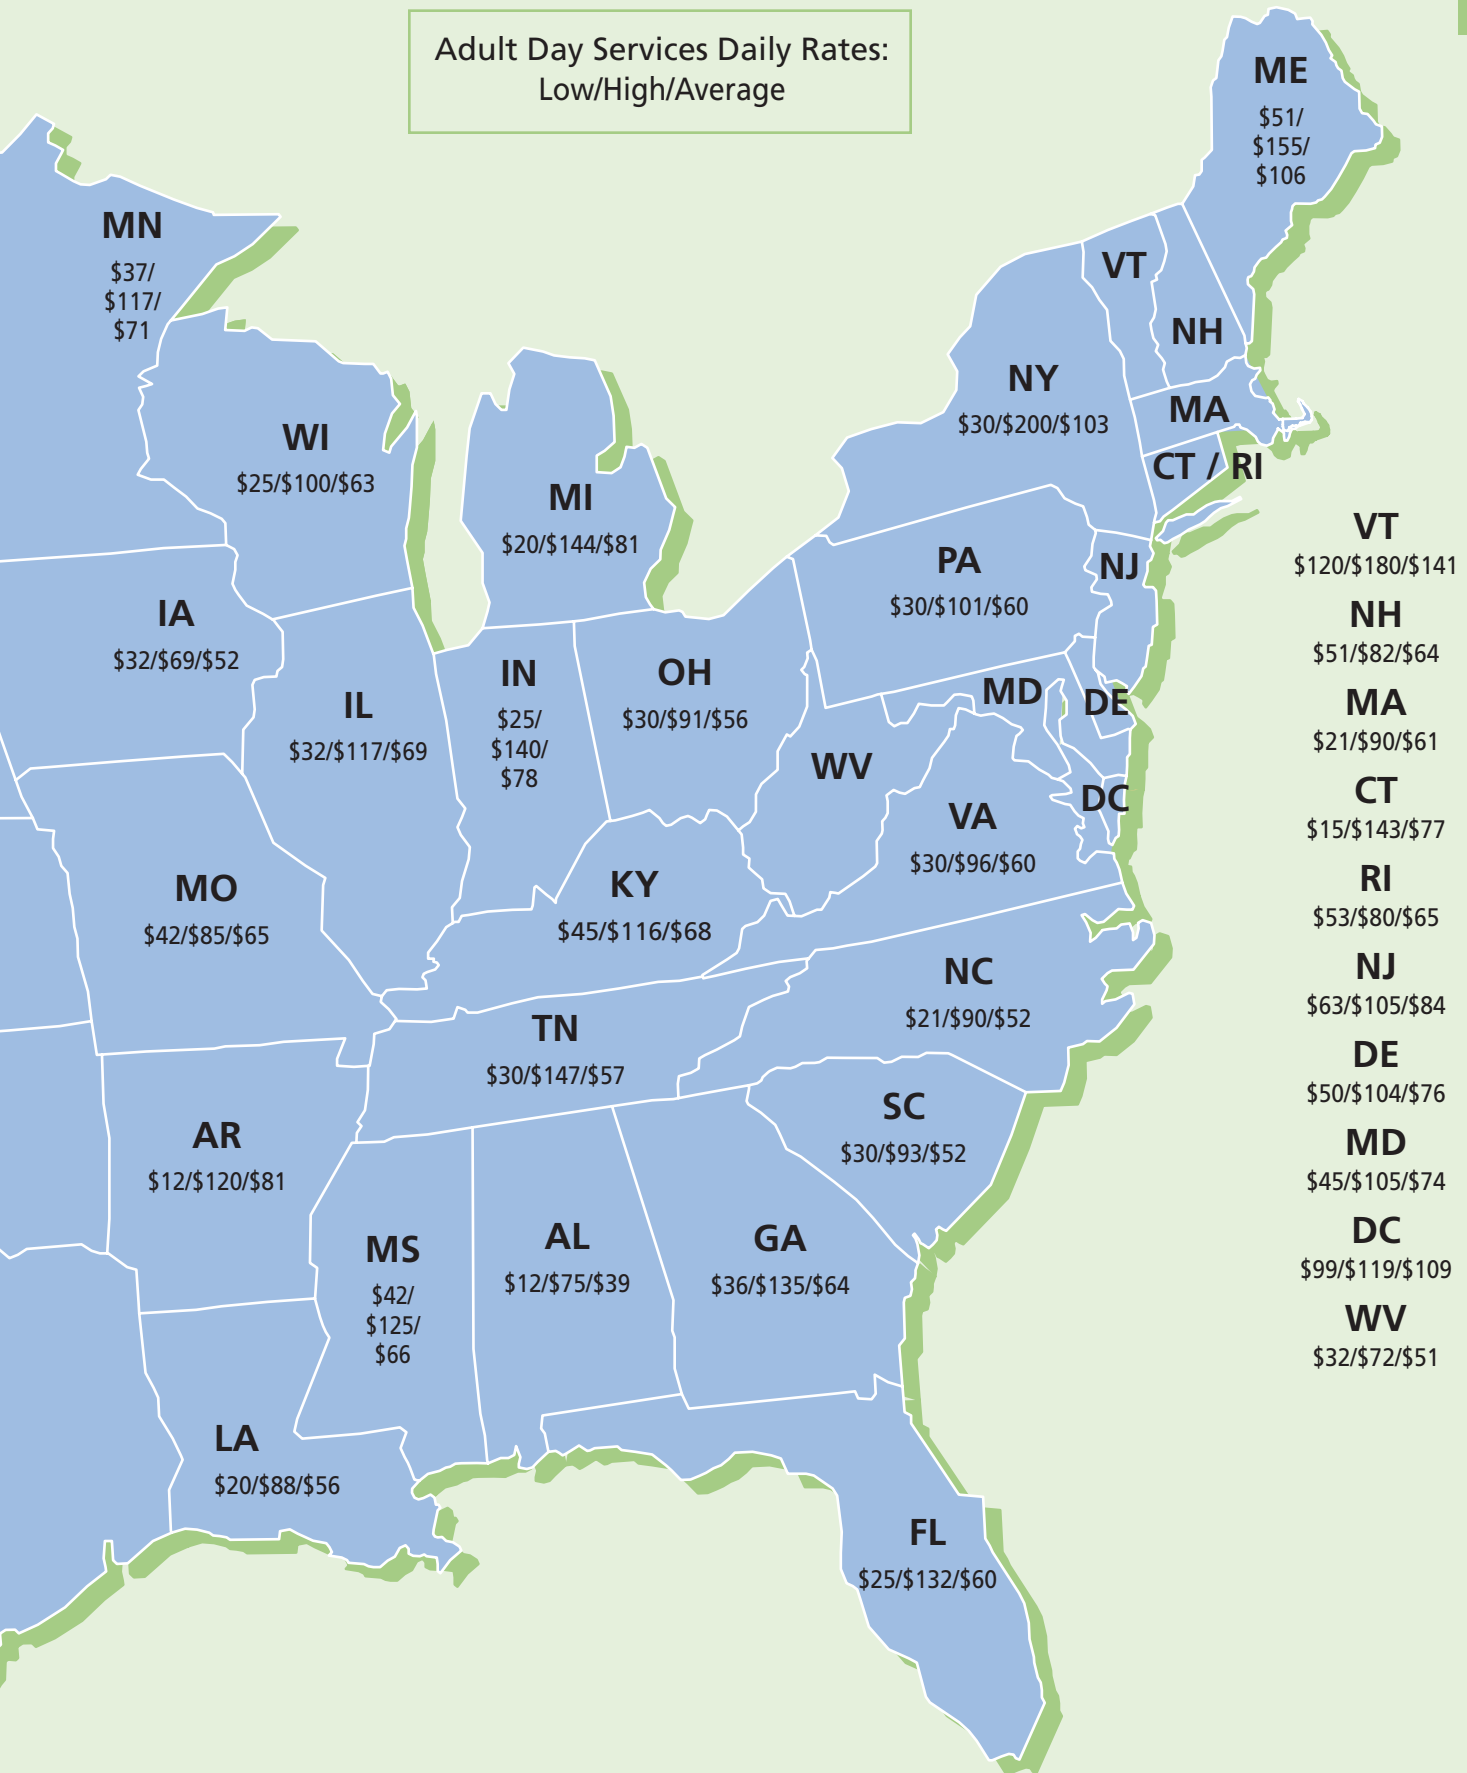 Adult Day Services Daily Rates:
Low/High/Average
ME
$51/
$155/
$106
MN
$37/
$117/
$71
VT
NH
NY
$30/$200/$103
MA
WI
$25/$100/$63
CT / RI
MI
$20/$144/$81
PA
$30/$101/$60
NJ
IA
$32/$69/$52
IN
$25/
$140/
$78
OH
$30/$91/$56
MD
DE
IL
$32/$117/$69
WV
DC
VA
$30/$96/$60
MO
$42/$85/$65
KY
$45/$116/$68
NC
$21/$90/$52
TN
$30/$147/$57
SC
$30/$93/$52
AR
$12/$120/$81
MS
$42/
$125/
$66
AL
$12/$75/$39
GA
$36/$135/$64
LA
$20/$88/$56
FL
$25/$132/$60
VT
$120/$180/$141
NH
$51/$82/$64
MA
$21/$90/$61
CT
$15/$143/$77
RI
$53/$80/$65
NJ
$63/$105/$84
DE
$50/$104/$76
MD
$45/$105/$74
DC
$99/$119/$109
WV
$32/$72/$51